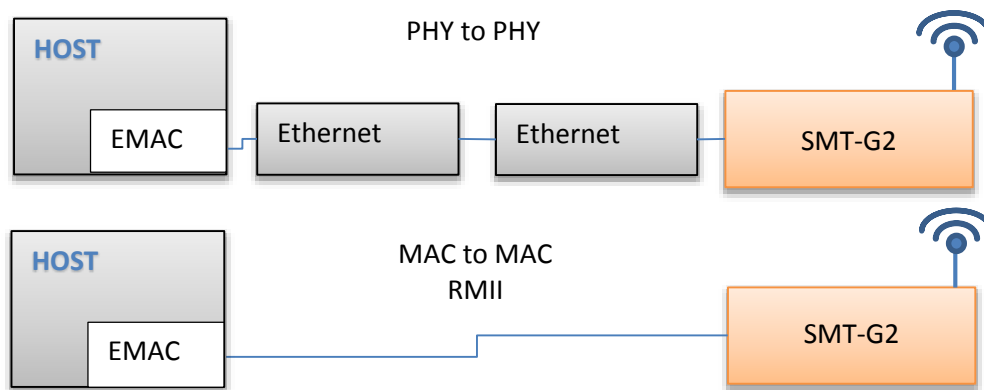 PHY to PHY
HOST
EMAC
Ethernet
Ethernet
SMT-G2
MAC to MAC
RMII
HOST
EMAC
SMT-G2